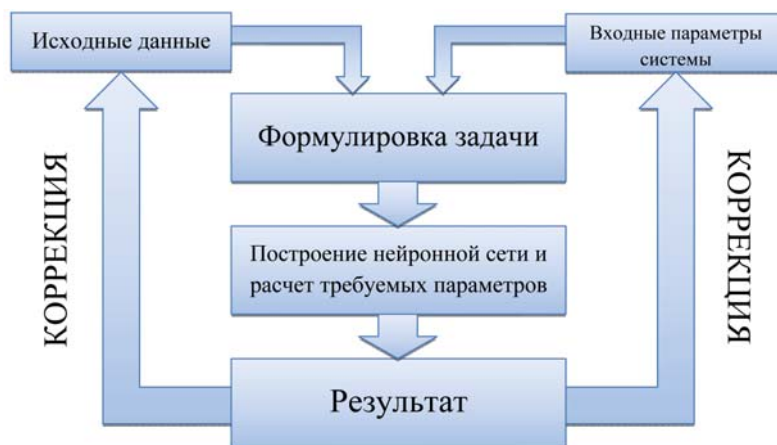 Исходные данные
Входные параметры
системы
Формулировка задачи
КОРРЕКЦИЯ
КОРРЕКЦИЯ
Построение нейронной сети и
расчет требуемых параметров
Результат